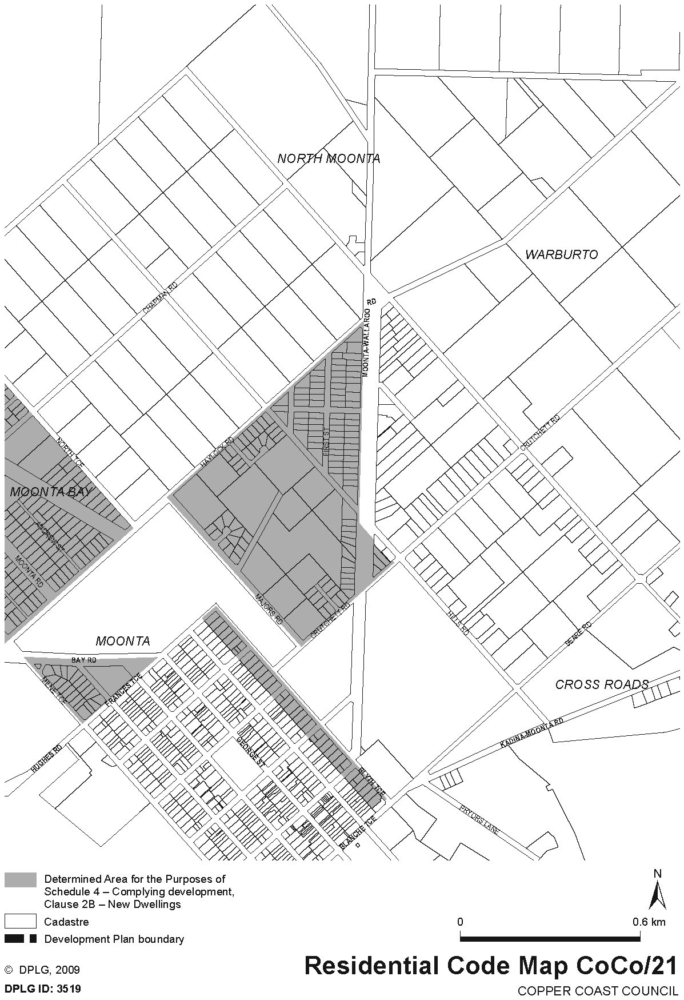 NORTH MOONTA
WARBURTO
CHAPMAN RD
RD
MOONTA-WALLAROO
CRUTCHETT RD
FIRST ST
HAYLOCK RD
NORTH TCE
MOONTA BAY
ANDREW ST
MOONTA RD
MAJORS RD
CRUTCHETT RD
HILLS RD
BEARE RD
MOONTA
BAY RD
MILNE TCE
FRANCES TCE
CROSS ROADS
KADINA-MOONTA RD
HUGHES RD
GEORGE ST
BLYTH TCE
PRYORS LANE
BLANCHE TCE
Determined Area for the Purposes of
Schedule 4 – Complying development,
Clause 2B – New Dwellings
Cadastre
Development Plan boundary
N
0 0.6 km
© DPLG, 2009
DPLG ID: 3519
Residential Code Map CoCo/21
COPPER COAST COUNCIL